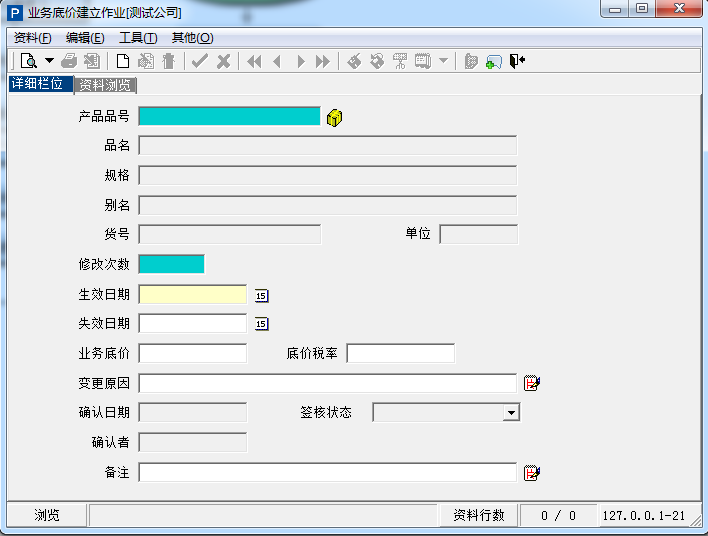 业务底价建立作业[测试公司]
资料(F) 编辑(E) 工具(T) 其他(O)
详细栏位 资料浏览
产品品号
品名
规格
别名
货号 单位
修改次数
生效日期 15
失效日期 15
业务底价 底价税率
变更原因
确认日期 签核状态
确认者
备注
浏览 资料行数 0 / 0 127.0.0.1-21